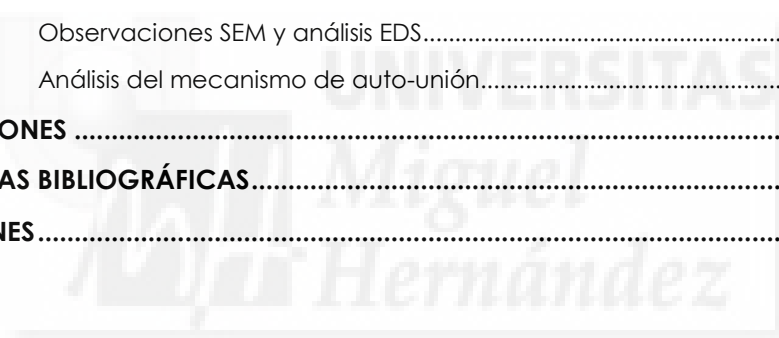 Observaciones SEM y análisis EDS................................................................
Análisis del mecanismo de auto-unión....................................................
UNIVERSITAS
ONES ................................................................................................
AS BIBLIOGRÁFICAS..........................................................................
Miguel
NES................................................................................................
Hernández